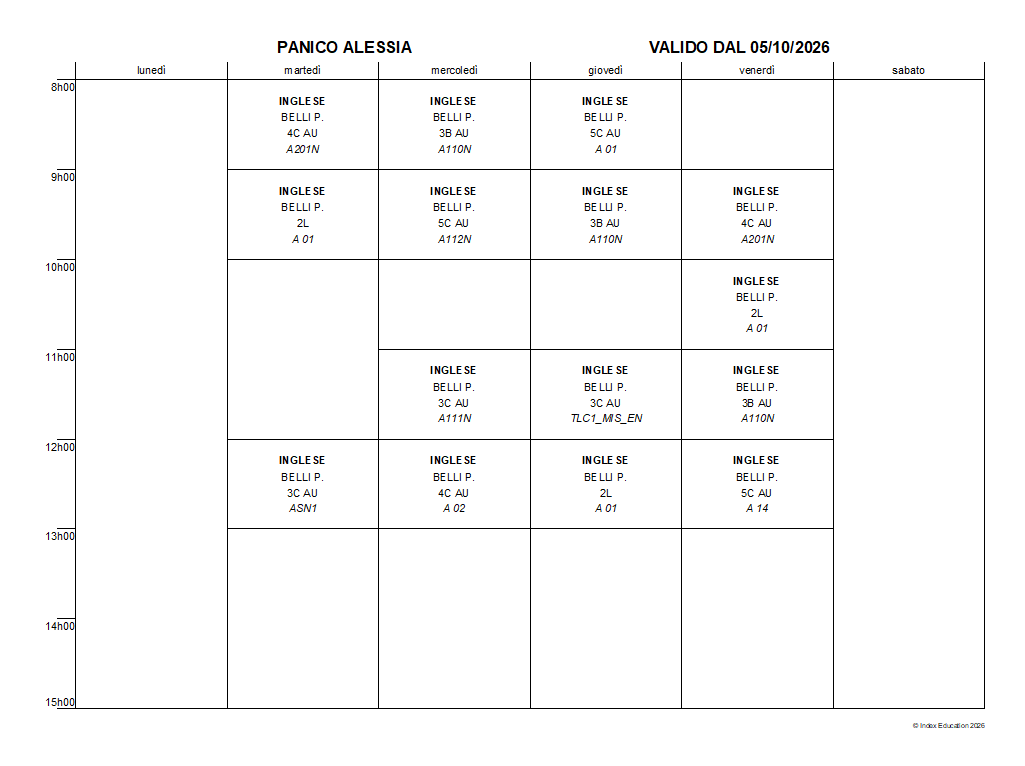 PANICO ALESSIA VALIDO DAL 05/10/2026
lunedì martedì mercoledì giovedì venerdì sabato
8h00
INGLESE INGLESE INGLESE
BELLI P. BELLI P. BELLI P.
4C AU 3B AU 5C AU
A201N A110N A 01
9h00
INGLESE INGLESE INGLESE INGLESE
BELLI P. BELLI P. BELLI P. BELLI P.
2L 5C AU 3B AU 4C AU
A 01 A112N A110N A201N
10h00
INGLESE
BELLI P.
2L
A 01
11h00
INGLESE INGLESE INGLESE
BELLI P. BELLI P. BELLI P.
3C AU 3C AU 3B AU
A111N TLC1_MIS_EN A110N
12h00
INGLESE INGLESE INGLESE INGLESE
BELLI P. BELLI P. BELLI P. BELLI P.
3C AU 4C AU 2L 5C AU
ASN1 A 02 A 01 A 14
13h00
14h00
15h00
© Index Education 2026